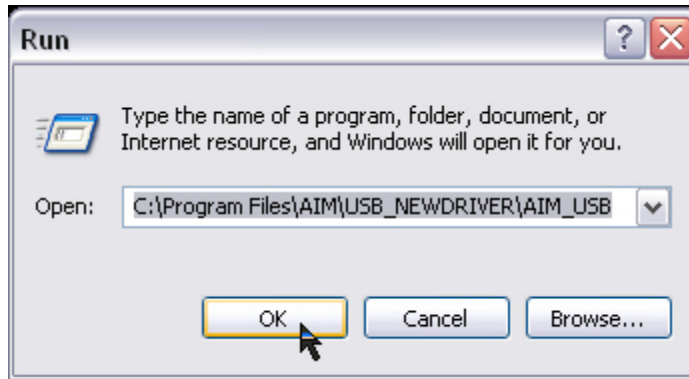 Run
Type the name of a program, folder, document, or
Internet resource, and Windows will open it for you.
Open: C:\Program Files\AIM\USB_NEWDRIVER\AIM_USB
OK Cancel Browse...